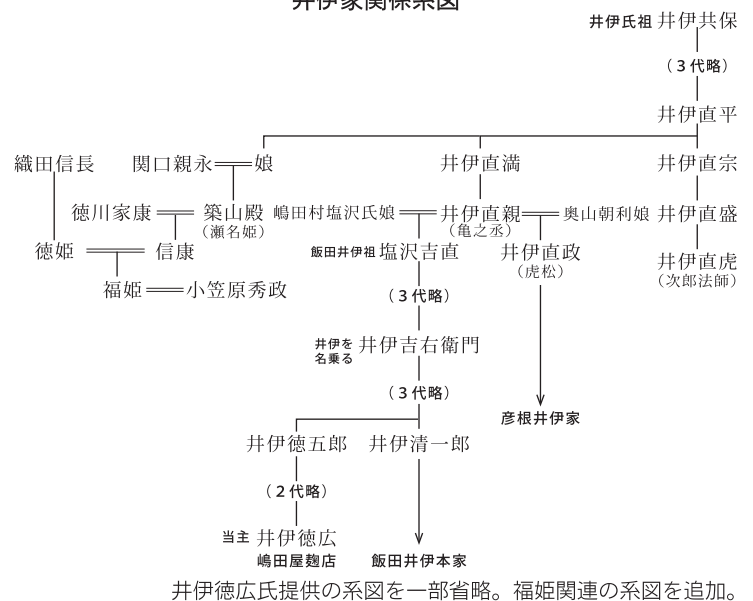 井伊家関係系図
井伊氏祖 井伊共保
（３代略）
井伊直平
織田信長 関口親永 娘 井伊直満 井伊直宗
徳川家康 築山殿 嶋田村塩沢氏娘 井伊直親 奥山朝利娘 井伊直盛
（瀬名姫） （亀之丞）
徳姫 信康 飯田井伊祖 塩沢吉直 井伊直政 井伊直虎
（虎松） （次郎法師）
福姫 小笠原秀政
（３代略）
井伊を
名乗る 井伊吉右衛門
（３代略）
彦根井伊家
井伊徳五郎 井伊清一郎
（２代略）
当主 井伊徳広
嶋田屋麹店 飯田井伊本家
井伊徳広氏提供の系図を一部省略。福姫関連の系図を追加。